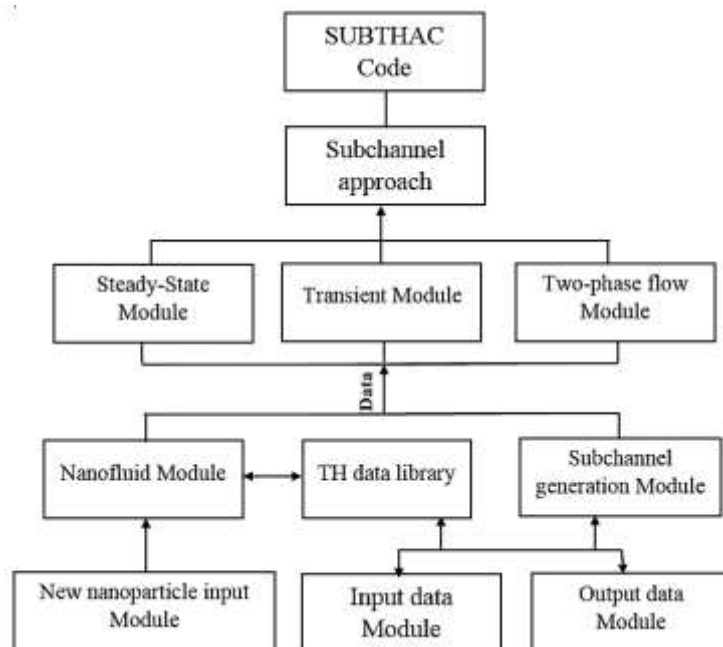 SUBTHAC
Code
Subchannel
approach
Steady-State
Module
Transient Module
Two-phase flow
Module
Data
Nanofluid Module
TH data library
Subchannel
generation Module
New nanoparticle input
Module
Input data
Module
Output data
Module